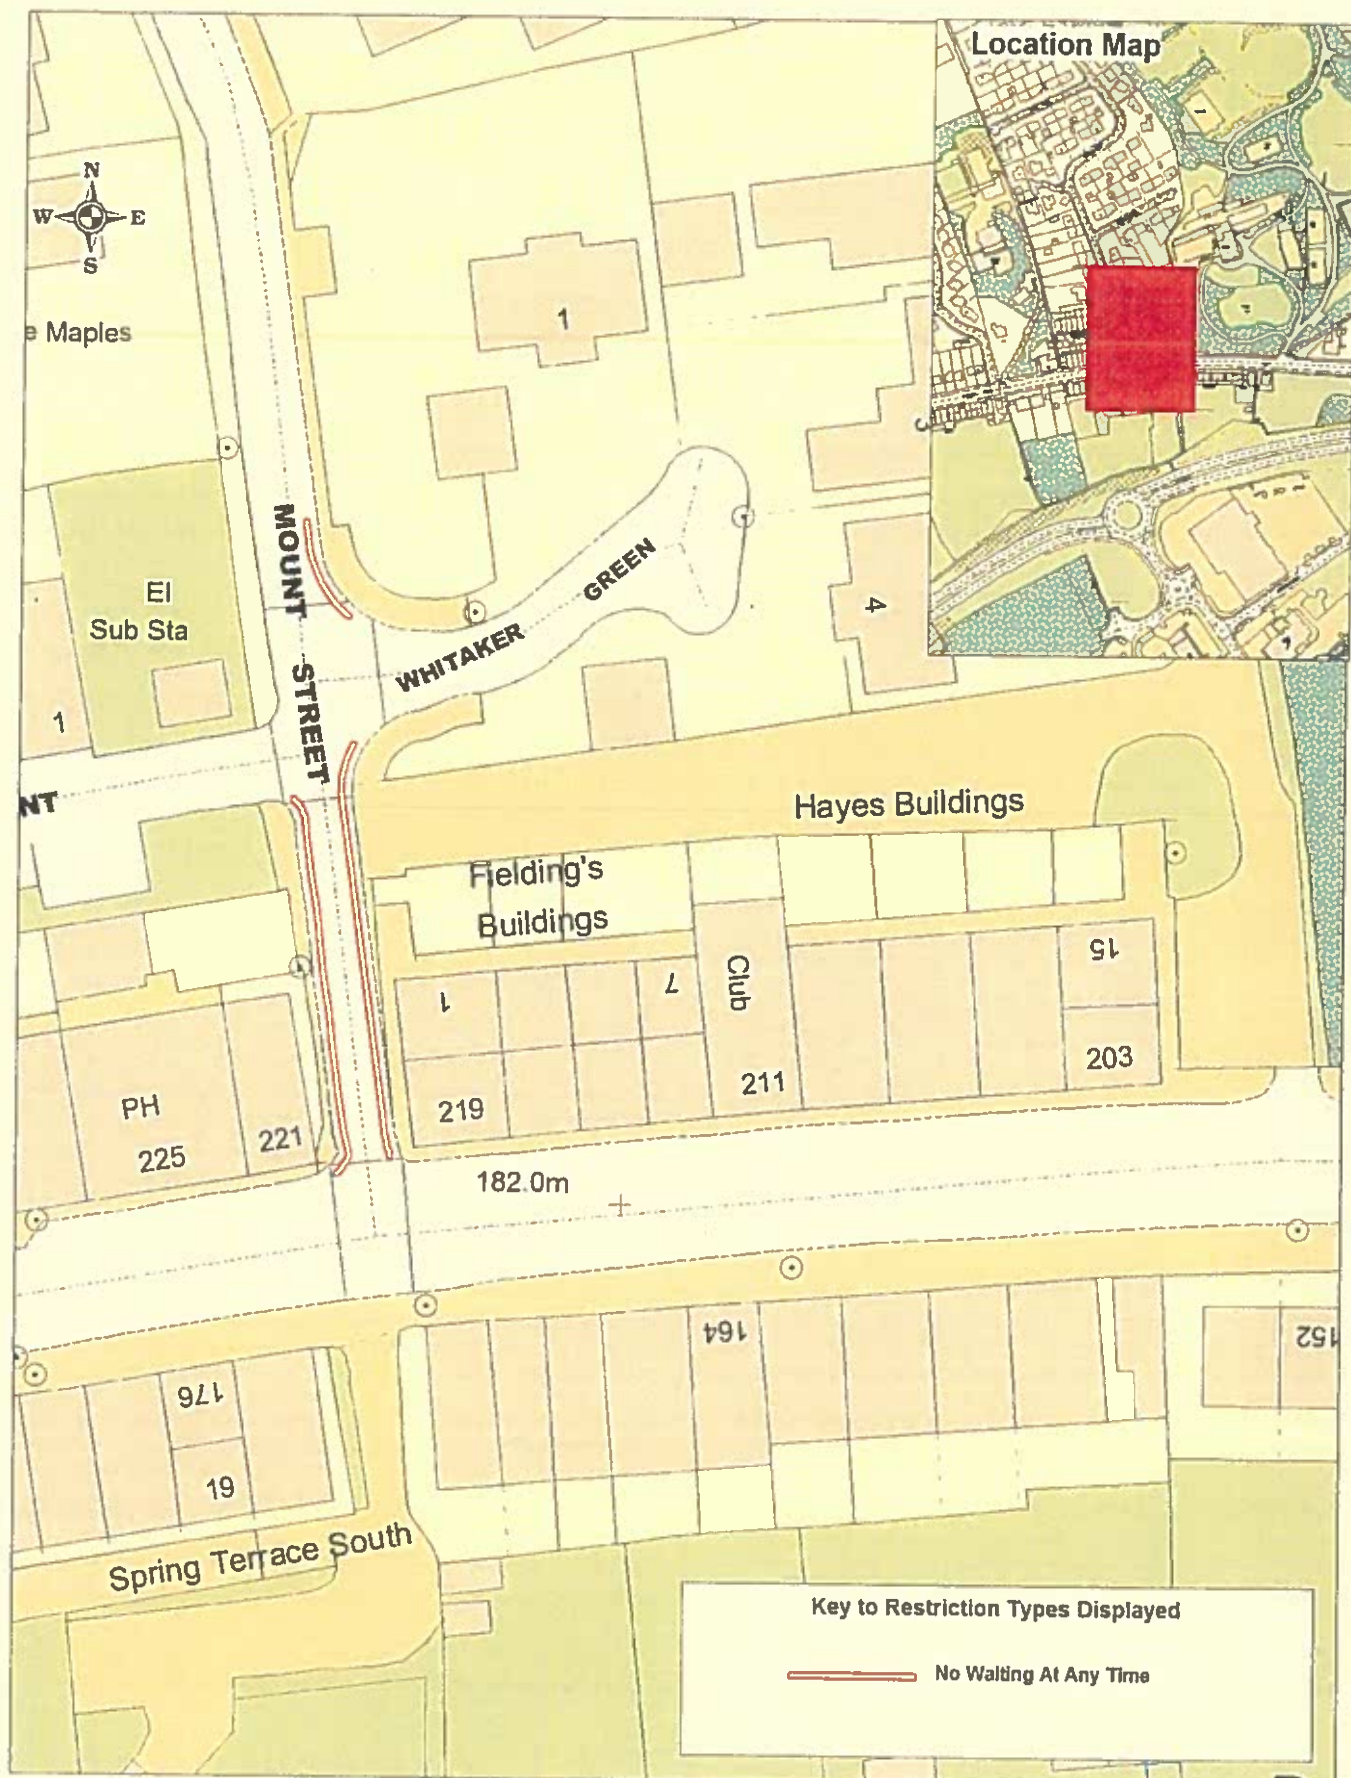 Location Map
N
W E
S
e Maples
1
MOUNT STREET
El
Sub Sta
WHITAKER GREEN
4
1
NT
Hayes Buildings
Fielding's
Buildings
1
7
Club
15
219
211
203
PH
225
221
182.0m
164
152
176
19
Spring Terrace South
Key to Restriction Types Displayed
No Waiting At Any Time